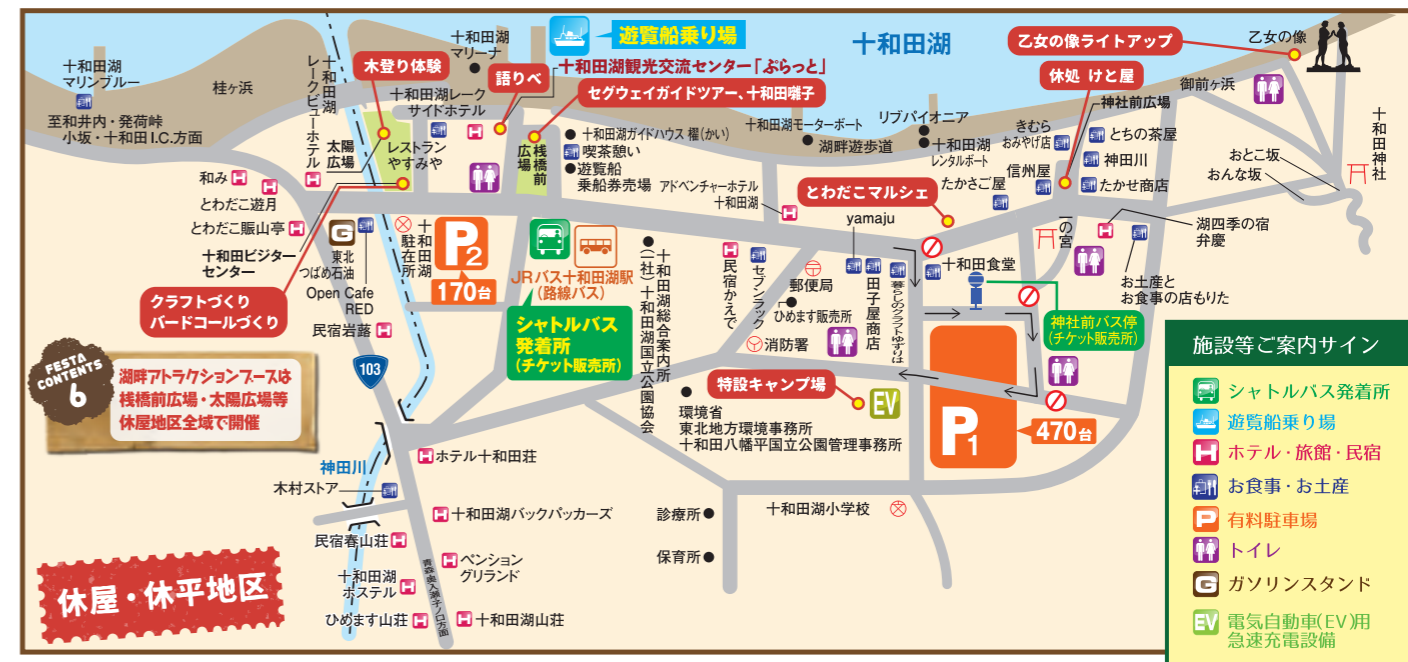 十和田湖
マリンブルー
至和井内・発荷峠
小坂・十和田I.C.方面
桂ヶ浜
十和田湖
レークビューホテル
木登り体験
太陽
広場
十和田湖
マリーナ
遊覧船乗り場
語りべ
十和田湖観光交流センター「ぷらっと」
セグウェイガイドツアー、十和田囃子
十和田湖レーク
サイドホテル
レストラン
やすみや
桟橋前
広場
十和田湖ガイドハウス 櫂(かい)
喫茶憩い
遊覧船
乗船券売場
十和田湖
十和田湖モーターボート
湖畔遊歩道
リブパイオニア
十和田湖
レンタルボート
アドベンチャーホテル
十和田湖
とわだこマルシェ
yamaju
きむら
おみやげ店
信州屋
たかさご屋
乙女の像ライトアップ
休処 けと屋
神社前広場
とちの茶屋
神田川
たかせ商店
御前ヶ浜
乙女の像
十和田神社
おとこ坂
おんな坂
一の宮
湖四季の宿
弁慶
お土産と
お食事の店もりた
和み
とわだこ遊月
とわだこ賑山亭
十和田ビジター
センター
クラフトづくり
バードコールづくり
G
東北
つばめ石油
Open Cafe
RED
民宿岩蕗
十和田湖
駐在所
P2
170台
JRバス十和田湖駅
(路線バス)
シャトルバス
発着所
(チケット販売所)
十和田湖総合案内所
(一社)十和田湖国立公園協会
民宿かえで
セブンラック
郵便局
ひめます販売所
消防署
田子屋商店
暮らしのクラフトゆずりは
十和田食堂
神社前バス停
(チケット販売所)
特設キャンプ場
EV
P1
470台
環境省
東北地方環境事務所
十和田八幡平国立公園管理事務所
103
FESTA
CONTENTS
6
湖畔アトラクションブースは
桟橋前広場・太陽広場等
休屋地区全域で開催
神田川
木村ストア
ホテル十和田荘
十和田湖バックパッカーズ
民宿春山荘
ペンション
グリランド
十和田湖
ホステル
ひめます山荘
十和田湖山荘
青森・奥入瀬・子ノ口方面
診療所
保育所
十和田湖小学校
文
休屋・休平地区
施設等ご案内サイン
シャトルバス発着所
遊覧船乗り場
H ホテル・旅館・民宿
お食事・お土産
P 有料駐車場
トイレ
G ガソリンスタンド
EV 電気自動車(EV)用
急速充電設備